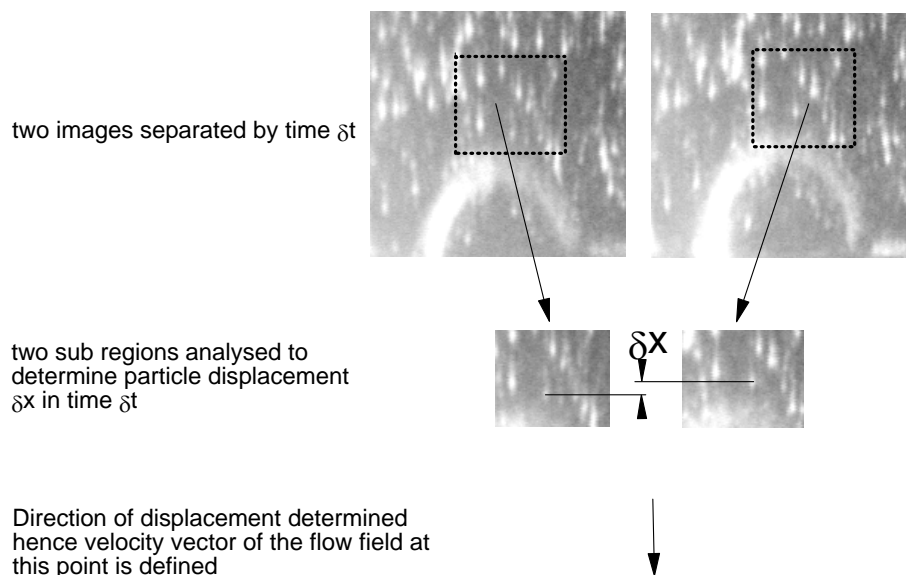 two images separated by time δt
two sub regions analysed to
determine particle displacement
δx in time δt
δx
Direction of displacement determined
hence velocity vector of the flow field at
this point is defined